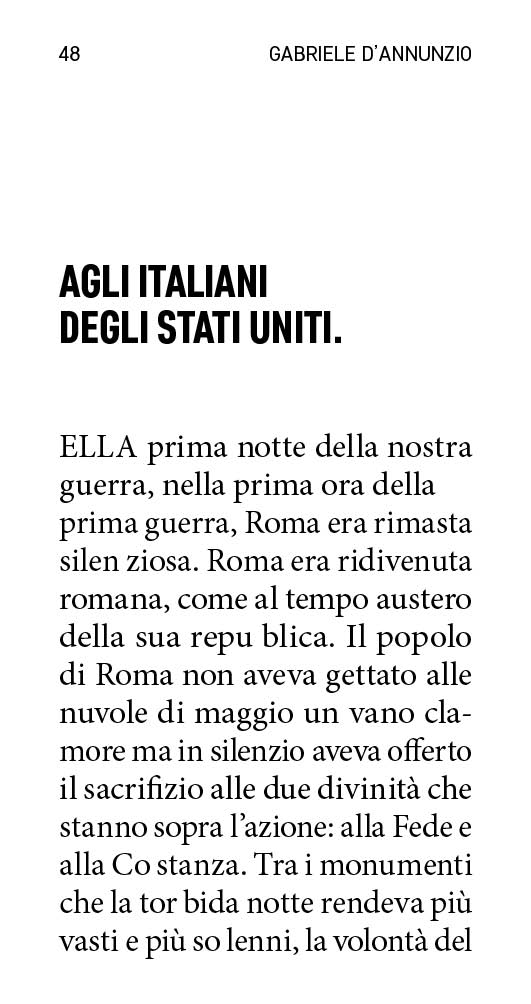 48 GABRIELE D’ANNUNZIO
AGLI ITALIANI
DEGLI STATI UNITI.
ELLA prima notte della nostra
guerra, nella prima ora della
prima guerra, Roma era rimasta
silen ziosa. Roma era ridivenuta
romana, come al tempo austero
della sua repu blica. Il popolo
di Roma non aveva gettato alle
nuvole di maggio un vano cla-
more ma in silenzio aveva offerto
il sacrifizio alle due divinità che
stanno sopra l’azione: alla Fede e
alla Co stanza. Tra i monumenti
che la tor bida notte rendeva più
vasti e più so lenni, la volontà del